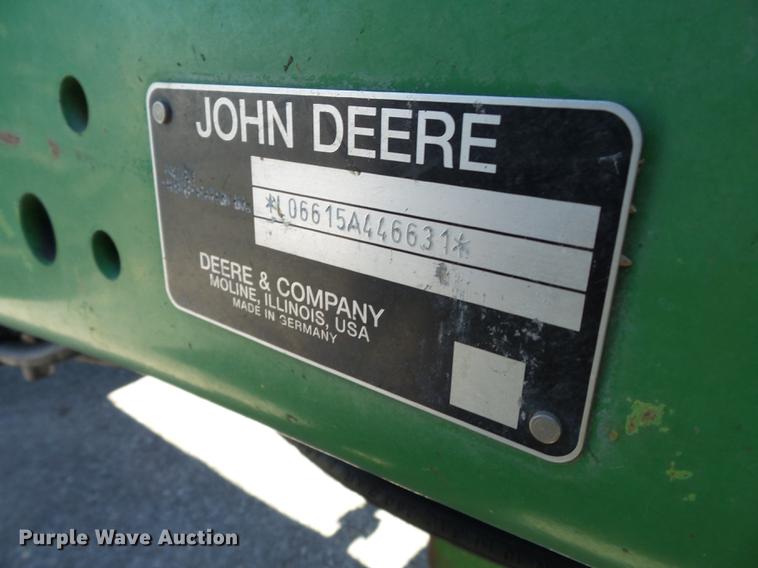 JOHN DEERE
*L06615A446631*
DEERE & COMPANY
MOLINE, ILLINOIS, USA
MADE IN GERMANY
Purple Wave Auction